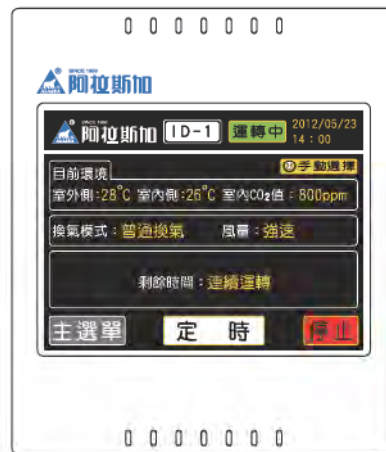 SINCE 1980
阿拉斯加
阿拉斯加 ID-1 運轉中 2012/05/23
14:00
目前環境 手動選擇
室外側:28°C 室內側:26°C 室內CO₂值:800ppm
換氣模式:普通換氣 風量:強速
剩餘時間:連續運轉
主選單 定時 停止